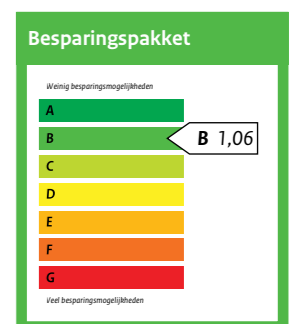 Besparingspakket
Weinig besparingsmogelijkheden
A
B
B 1,06
C
D
E
F
G
Veel besparingsmogelijkheden